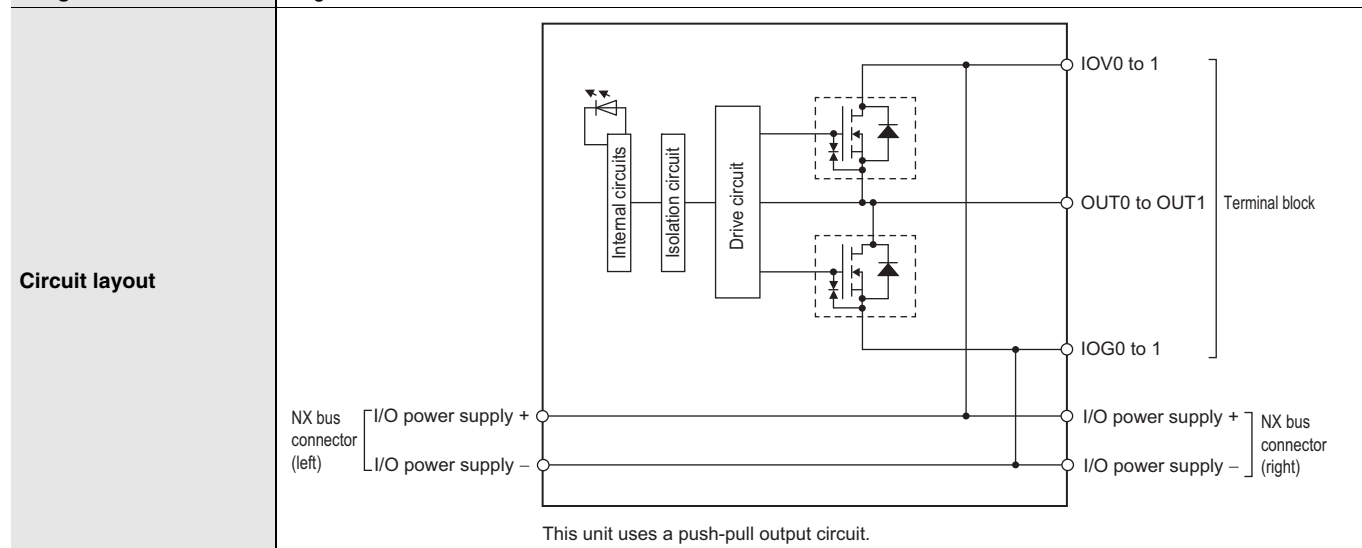 Circuit layout
Internal circuits
Isolation circuit
Drive circuit
IOV0 to 1
OUT0 to OUT1
Terminal block
IOG0 to 1
NX bus
connector
(left)
I/O power supply +
I/O power supply –
I/O power supply +
I/O power supply –
NX bus
connector
(right)
This unit uses a push-pull output circuit.